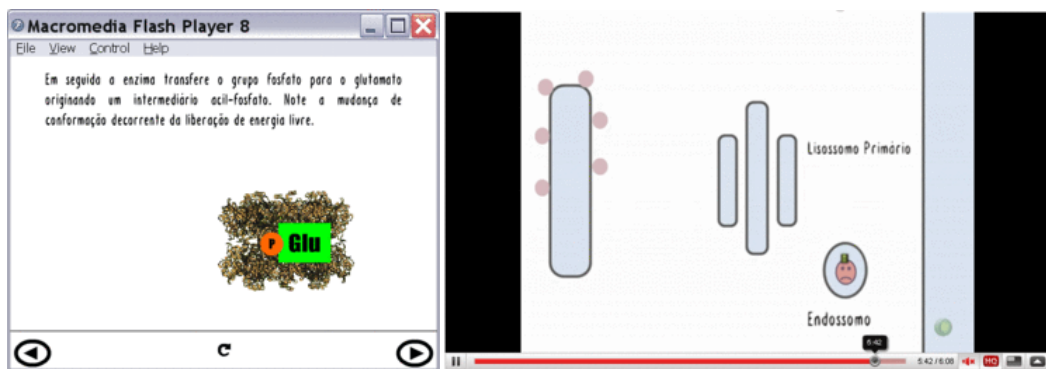 Macromedia Flash Player 8
File View Control Help
Em seguida a enzima transfere o grupo fosfato para o glutamato
originando um intermediário acil-fosfato. Note a mudança de
conformação decorrente da liberação de energia livre.
P Glu
Lisossomo Primário
Endossomo
5:42
5:42 / 6:08 HQ